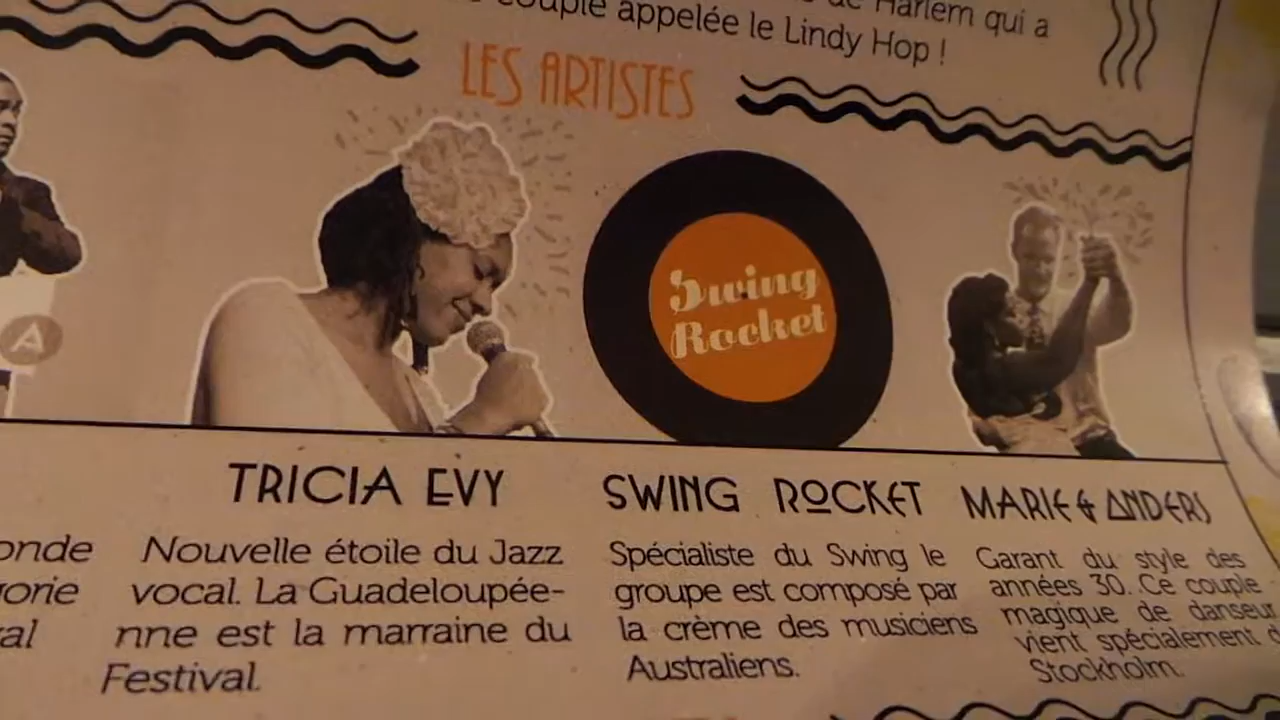 couple appelée le Lindy Hop !
de Harlem qui a
LES ARTISTES
Swing
Rocket
A
TRICIA EVY
Nouvelle étoile du Jazz
vocal. La Guadeloupée-
nne est la marraine du
Festival.
SWING ROCKET
Spécialiste du Swing le
groupe est composé par
la crème des musiciens
Australiens.
MARIE & ANDERS
Garant du style des
années 30. Ce couple
magique de danseur
vient spécialement
Stockholm.